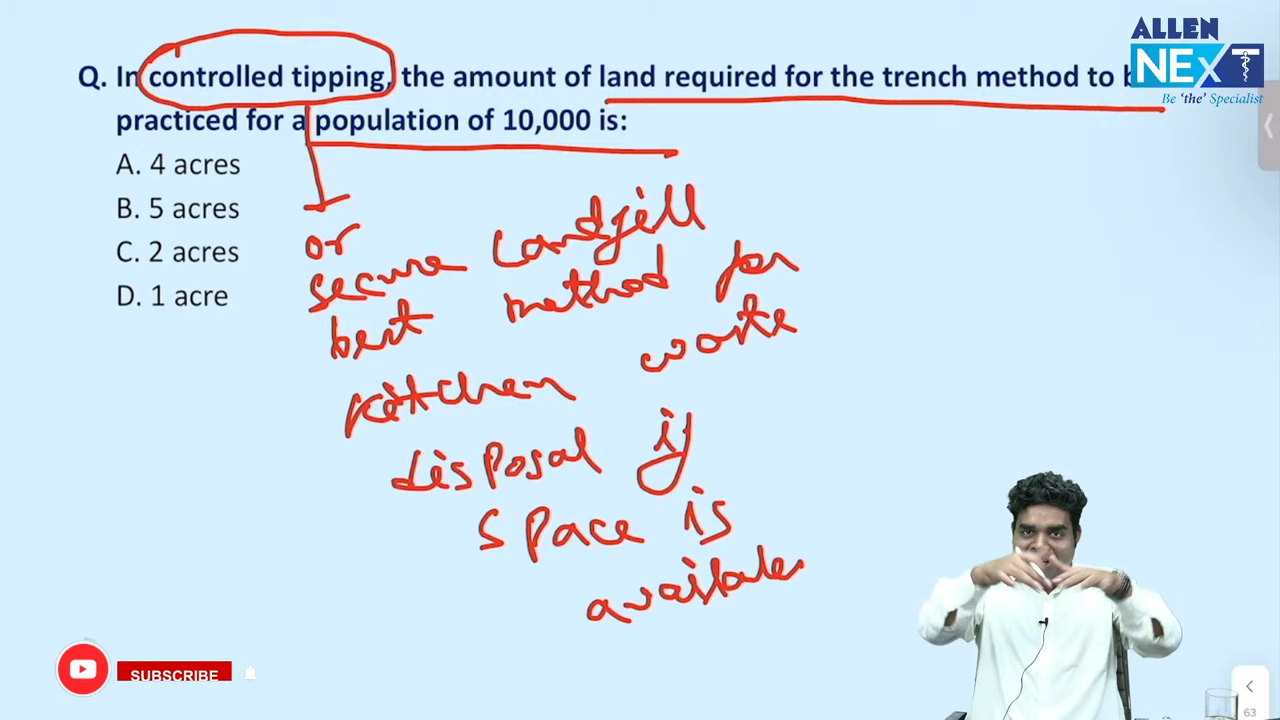 ALLEN
NEXT
Be 'the' Specialist
Q. In controlled tipping, the amount of land required for the trench method to b
practiced for a population of 10,000 is:
A. 4 acres
B. 5 acres
C. 2 acres
D. 1 acre
or
secure landfill
best method for
kitchen waste
disposal if
space is
available
SUBSCRIBE
63